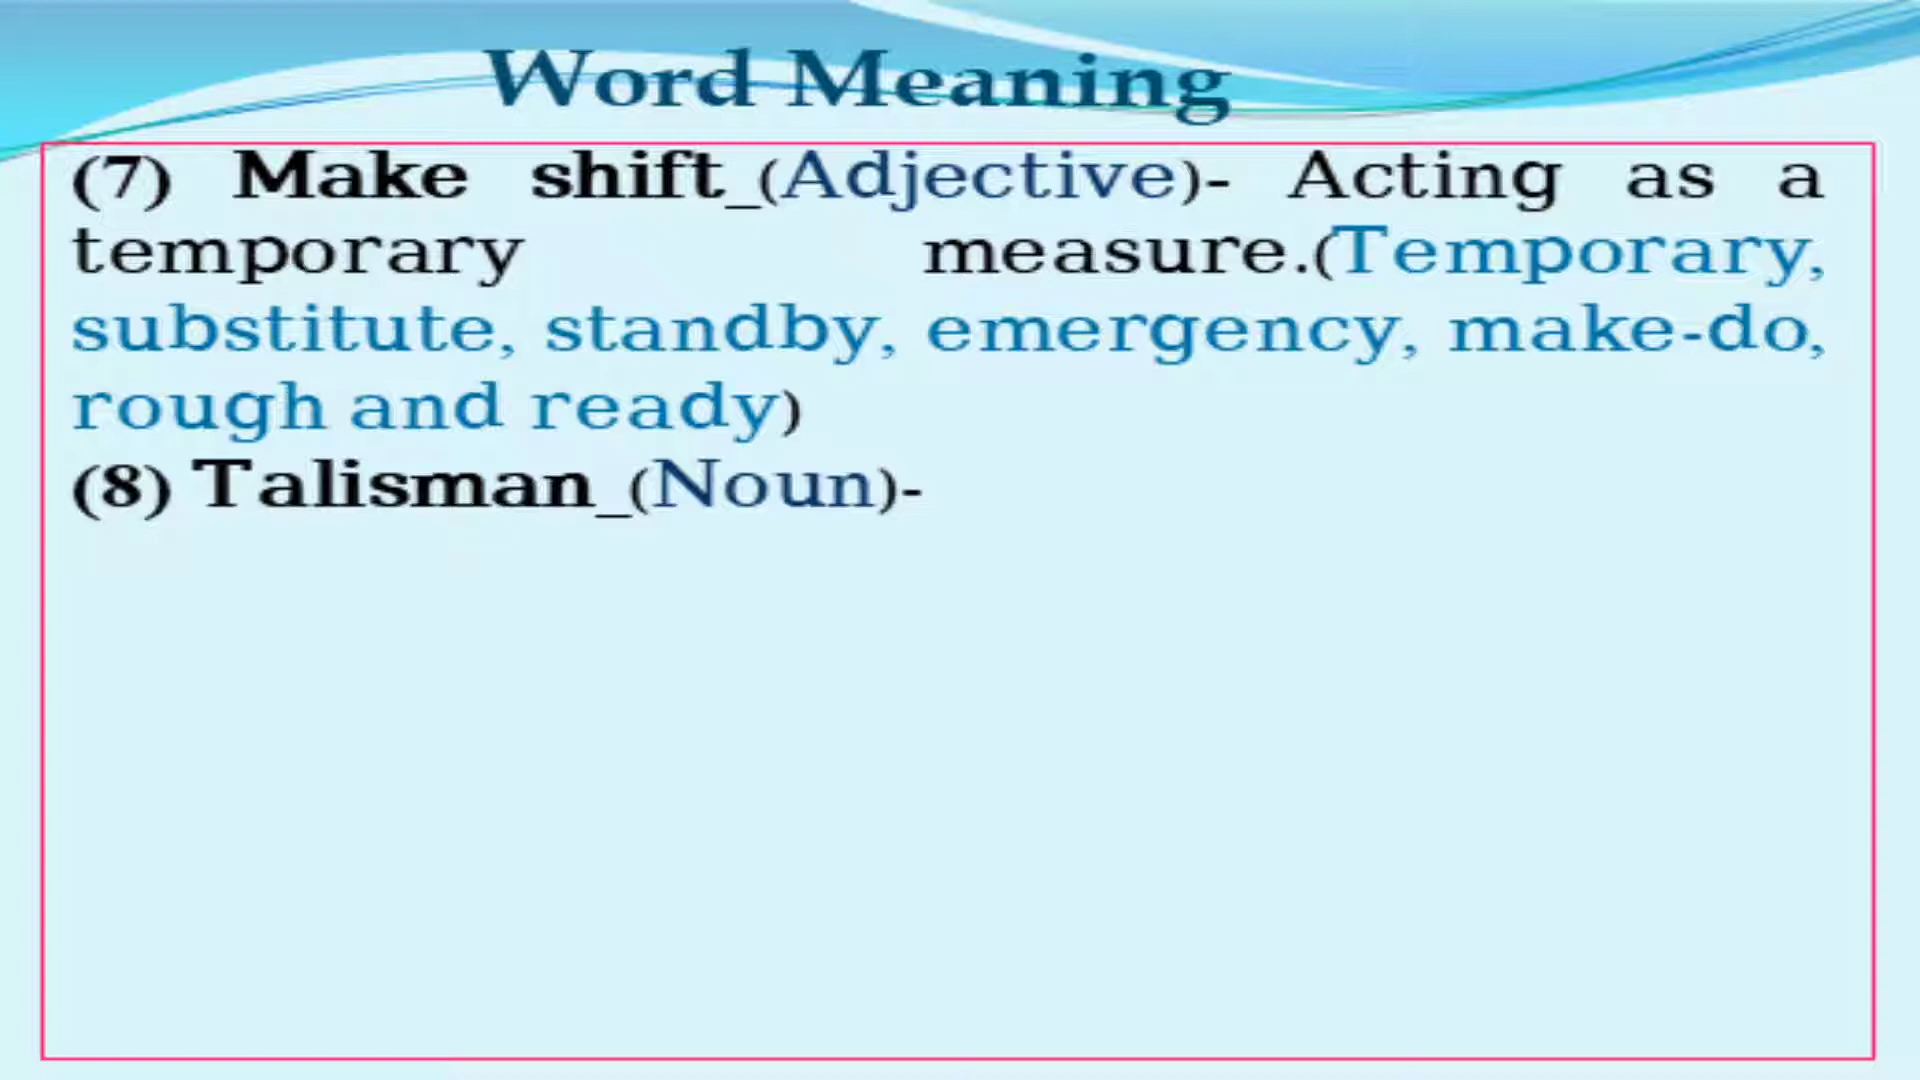 Word Meaning
(7) Make shift_(Adjective)- Acting as a
temporary measure.(Temporary,
substitute, standby, emergency, make-do,
rough and ready)
(8) Talisman_(Noun)-